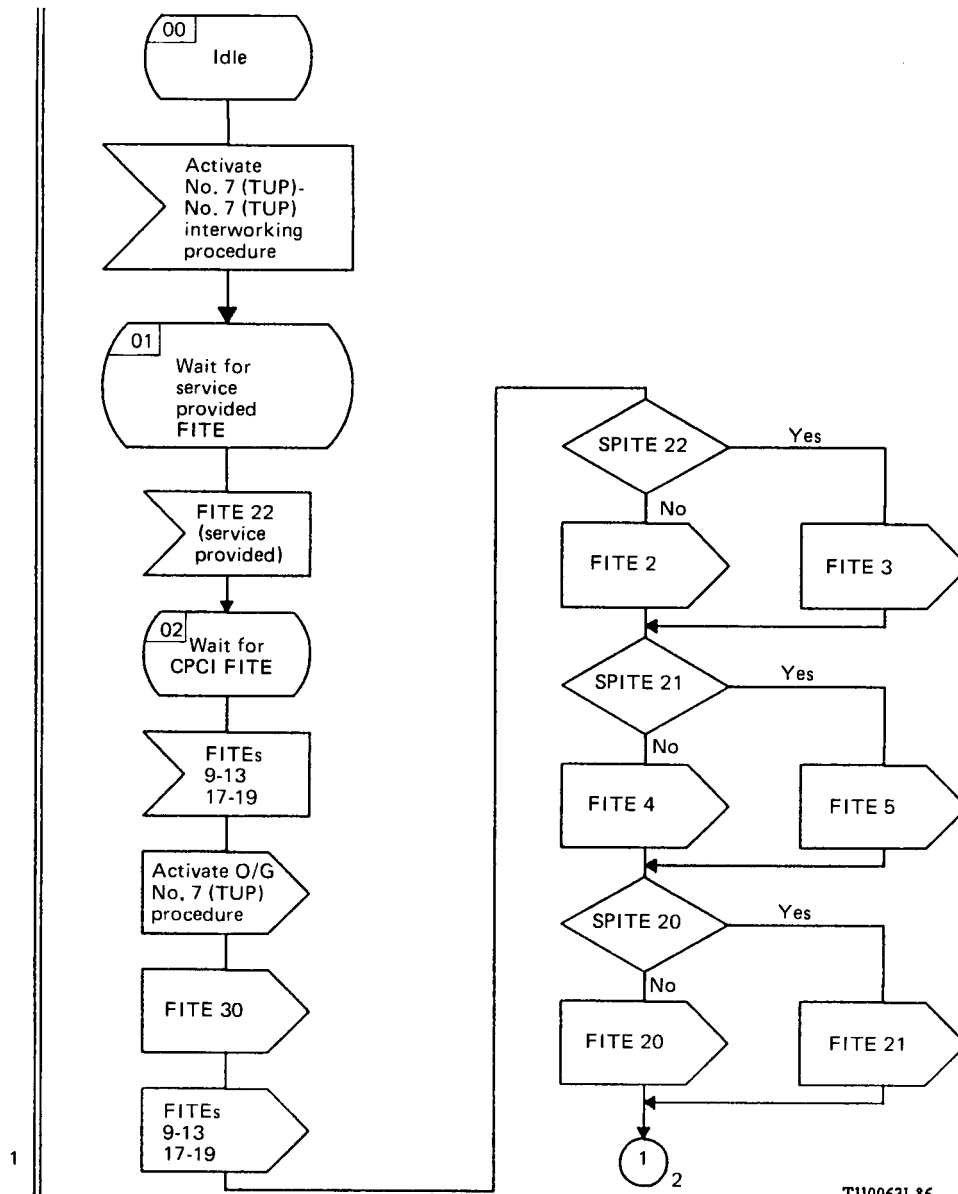 00
Idle
Activate
No. 7 (TUP)-
No. 7 (TUP)
interworking
procedure
01
Wait for
service
provided
FITE
FITE 22
(service
provided)
02
Wait for
CPCI FITE
FITEs
9-13
17-19
Activate O/G
No. 7 (TUP)
procedure
FITE 30
FITEs
9-13
17-19
SPITE 22
Yes
No
FITE 2
FITE 3
SPITE 21
Yes
No
FITE 4
FITE 5
SPITE 20
Yes
No
FITE 20
FITE 21
1
2
1